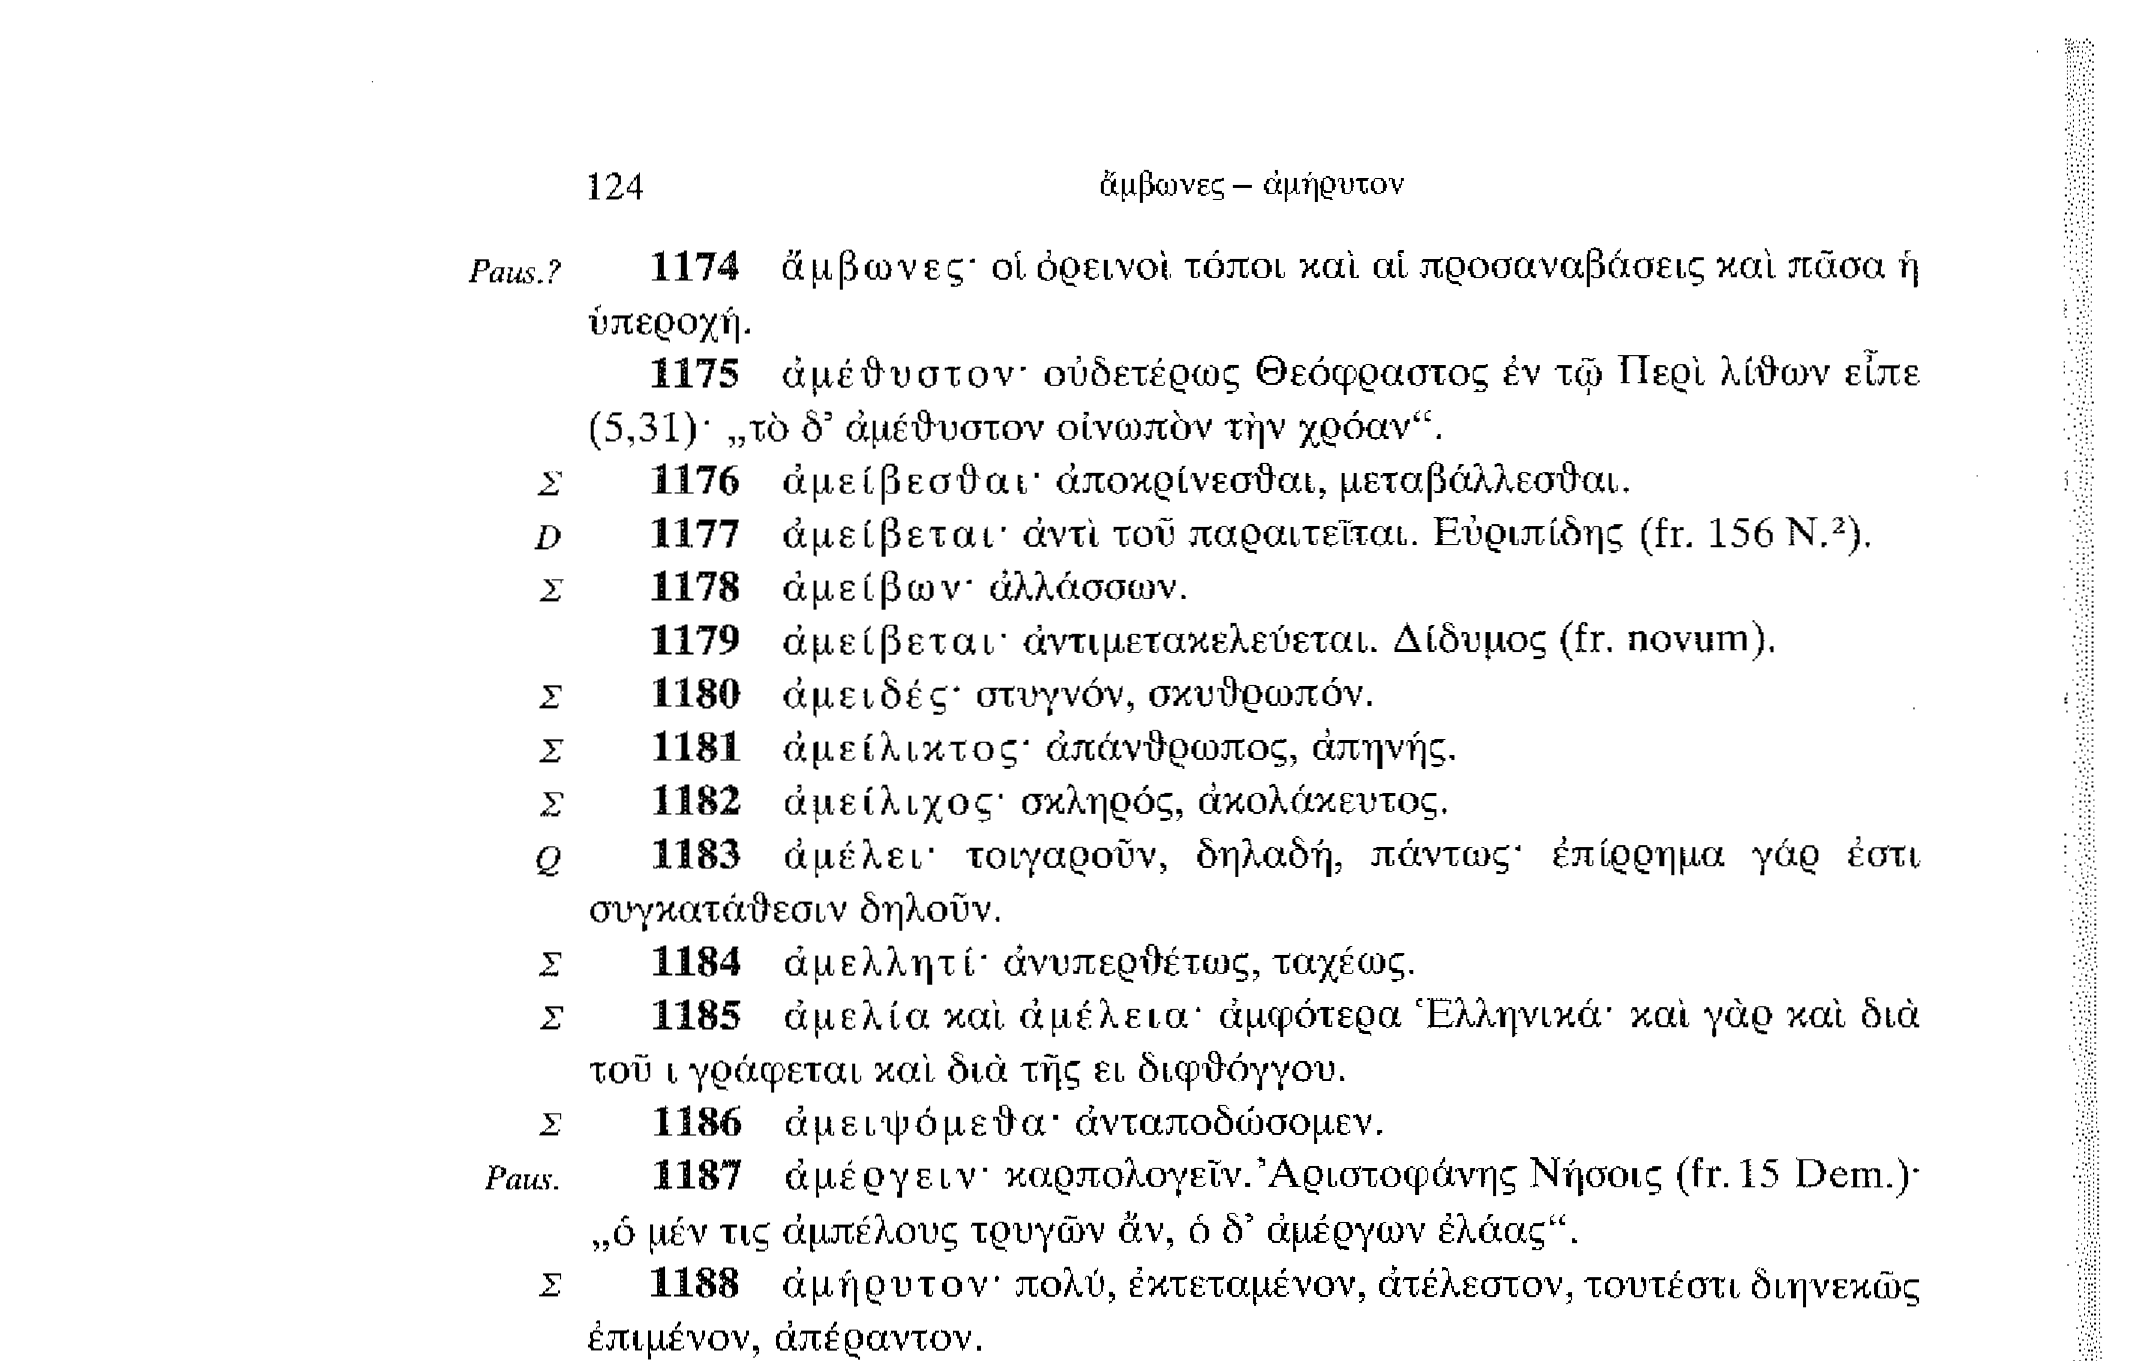 124 ἄμβωνες – ἀμήρυτον
Paus.? 1174 ἄμβωνες· οἱ ὀρεινοὶ τόποι καὶ αἱ προσαναβάσεις καὶ πᾶσα ἡ
ὑπεροχή.
1175 ἀμέθυστον· οὐδετέρως Θεόφραστος ἐν τῷ Περὶ λίθων εἶπε
(5,31)· „τὸ δ’ ἀμέθυστον οἰνωπὸν τὴν χρόαν“.
Σ 1176 ἀμείβεσθαι· ἀποκρίνεσθαι, μεταβάλλεσθαι.
D 1177 ἀμείβεται· ἀντὶ τοῦ παραιτεῖται. Εὐριπίδης (fr. 156 N.²).
Σ 1178 ἀμείβων· ἀλλάσσων.
1179 ἀμείβεται· ἀντιμετακελεύεται. Δίδυμος (fr. novum).
Σ 1180 ἀμειδές· στυγνόν, σκυθρωπόν.
Σ 1181 ἀμείλικτος· ἀπάνθρωπος, ἀπηνής.
Σ 1182 ἀμείλιχος· σκληρός, ἀκολάκευτος.
Q 1183 ἀμέλει· τοιγαροῦν, δηλαδή, πάντως· ἐπίρρημα γάρ ἐστι
συγκατάθεσιν δηλοῦν.
Σ 1184 ἀμελλητί· ἀνυπερθέτως, ταχέως.
Σ 1185 ἀμελία καὶ ἀμέλεια· ἀμφότερα Ἑλληνικά· καὶ γὰρ καὶ διὰ
τοῦ ι γράφεται καὶ διὰ τῆς ει διφθόγγου.
Σ 1186 ἀμειψόμεθα· ἀνταποδώσομεν.
Paus. 1187 ἀμέργειν· καρπολογεῖν. Ἀριστοφάνης Νήσοις (fr. 15 Dem.)·
„ὁ μέν τις ἀμπέλους τρυγῶν ἄν, ὁ δ’ ἀμέργων ἐλάας“.
Σ 1188 ἀμήρυτον· πολύ, ἐκτεταμένον, ἀτέλεστον, τουτέστι διηνεκῶς
ἐπιμένον, ἀπέραντον.